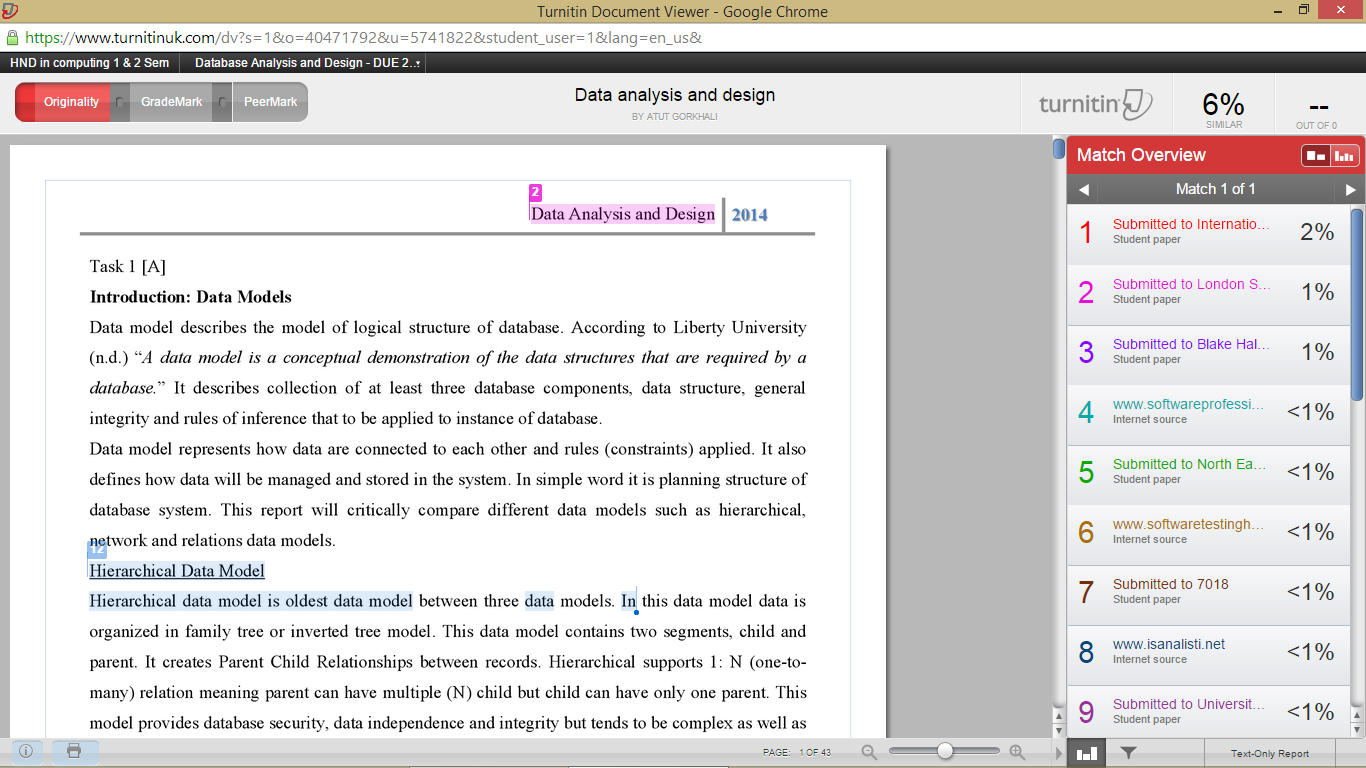 Turnitin Document Viewer - Google Chrome
https://www.turnitinuk.com/dv?s=1&o=40471792&u=5741822&student_user=1&lang=en_us&
HND in computing 1 & 2 Sem
Database Analysis and Design - DUE 2...
Originality
GradeMark
PeerMark
Data analysis and design
BY ATUT GORKHALI
turnitin
6%
SIMILAR
--
OUT OF 0
2
Data Analysis and Design
2014
Task 1 [A]
Introduction: Data Models
Data model describes the model of logical structure of database. According to Liberty University
(n.d.) “A data model is a conceptual demonstration of the data structures that are required by a
database.” It describes collection of at least three database components, data structure, general
integrity and rules of inference that to be applied to instance of database.
Data model represents how data are connected to each other and rules (constraints) applied. It also
defines how data will be managed and stored in the system. In simple word it is planning structure of
database system. This report will critically compare different data models such as hierarchical,
network and relations data models.
12
Hierarchical Data Model
Hierarchical data model is oldest data model between three data models. In this data model data is
organized in family tree or inverted tree model. This data model contains two segments, child and
parent. It creates Parent Child Relationships between records. Hierarchical supports 1: N (one-to-
many) relation meaning parent can have multiple (N) child but child can have only one parent. This
model provides database security, data independence and integrity but tends to be complex as well as
Match Overview
Match 1 of 1
1 Submitted to Internatio... 2%
Student paper
2 Submitted to London S... 1%
Student paper
3 Submitted to Blake Hal... 1%
Student paper
4 www.softwareprofessi... <1%
Internet source
5 Submitted to North Ea... <1%
Student paper
6 www.softwaretestingh... <1%
Internet source
7 Submitted to 7018 <1%
Student paper
8 www.isanalisti.net <1%
Internet source
9 Submitted to Universit... <1%
Student paper
PAGE: 1 OF 43
Text-Only Report